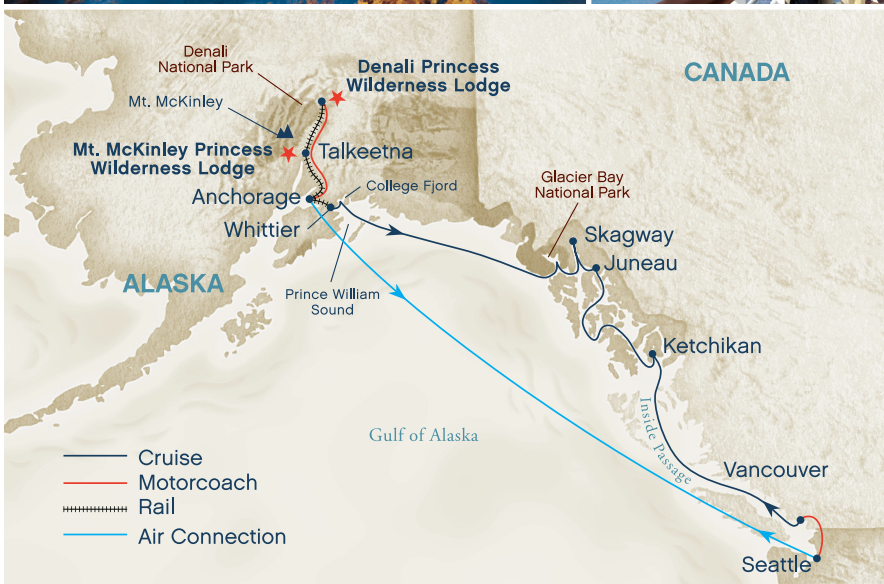 Denali
National Park
Denali Princess
Wilderness Lodge
CANADA
Mt. McKinley
Mt. McKinley Princess
Wilderness Lodge
Talkeetna
College Fjord
Anchorage
Whittier
Glacier Bay
National Park
Skagway
Juneau
ALASKA
Prince William
Sound
Ketchikan
Gulf of Alaska
Inside Passage
Cruise
Motorcoach
Rail
Air Connection
Vancouver
Seattle